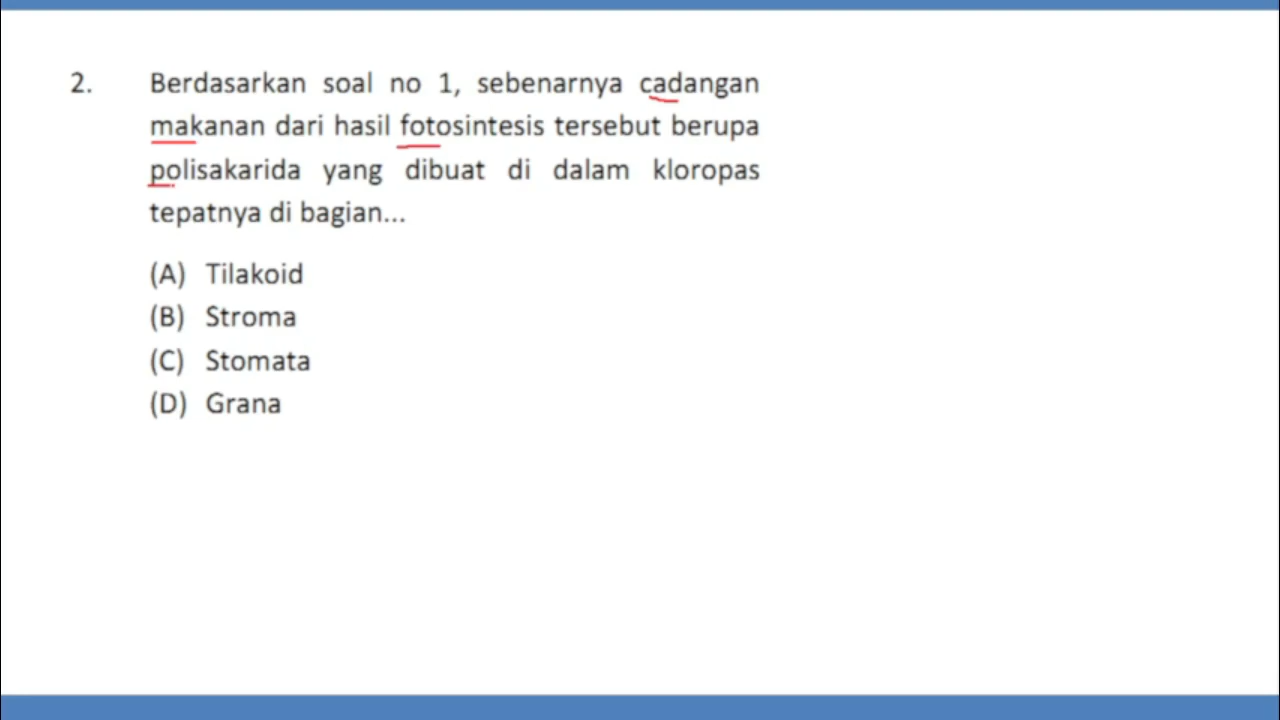 2. Berdasarkan soal no 1, sebenarnya cadangan
makanan dari hasil fotosintesis tersebut berupa
polisakarida yang dibuat di dalam kloropas
tepatnya di bagian...
(A) Tilakoid
(B) Stroma
(C) Stomata
(D) Grana